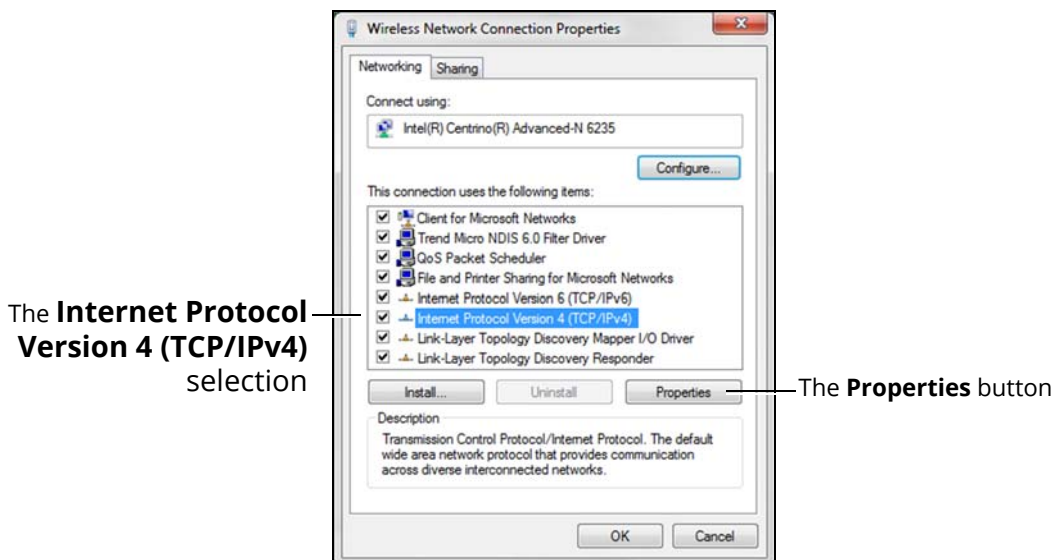 Wireless Network Connection Properties
Networking Sharing
Connect using:
Intel(R) Centrino(R) Advanced-N 6235
Configure...
This connection uses the following items:
Client for Microsoft Networks
Trend Micro NDIS 6.0 Filter Driver
QoS Packet Scheduler
File and Printer Sharing for Microsoft Networks
Internet Protocol Version 6 (TCP/IPv6)
Internet Protocol Version 4 (TCP/IPv4)
Link-Layer Topology Discovery Mapper I/O Driver
Link-Layer Topology Discovery Responder
The Internet Protocol
Version 4 (TCP/IPv4)
selection
Install... Uninstall Properties
The Properties button
Description
Transmission Control Protocol/Internet Protocol. The default
wide area network protocol that provides communication
across diverse interconnected networks.
OK Cancel